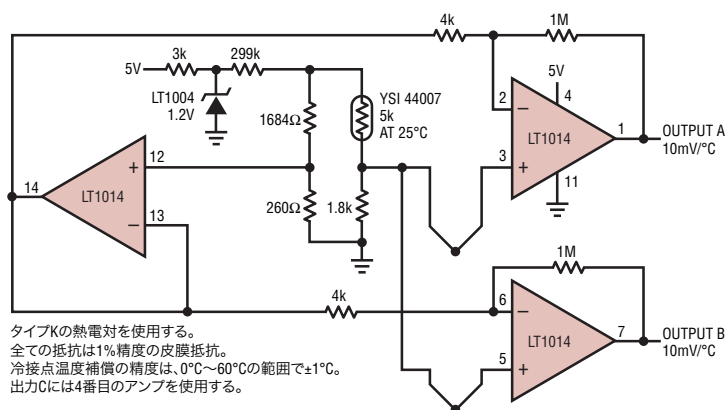 4k
1M
5V
3k
299k
LT1004
1.2V
1684Ω
YSI 44007
5k
AT 25°C
5V
4
2
−
LT1014
1
OUTPUT A
10mV/°C
3
+
11
12
+
14
LT1014
13
−
260Ω
1.8k
1M
4k
6
−
LT1014
7
OUTPUT B
10mV/°C
5
+
タイプKの熱電対を使用する。
全ての抵抗は1%精度の皮膜抵抗。
冷接点温度補償の精度は、0°C〜60°Cの範囲で±1°C。
出力Cには4番目のアンプを使用する。